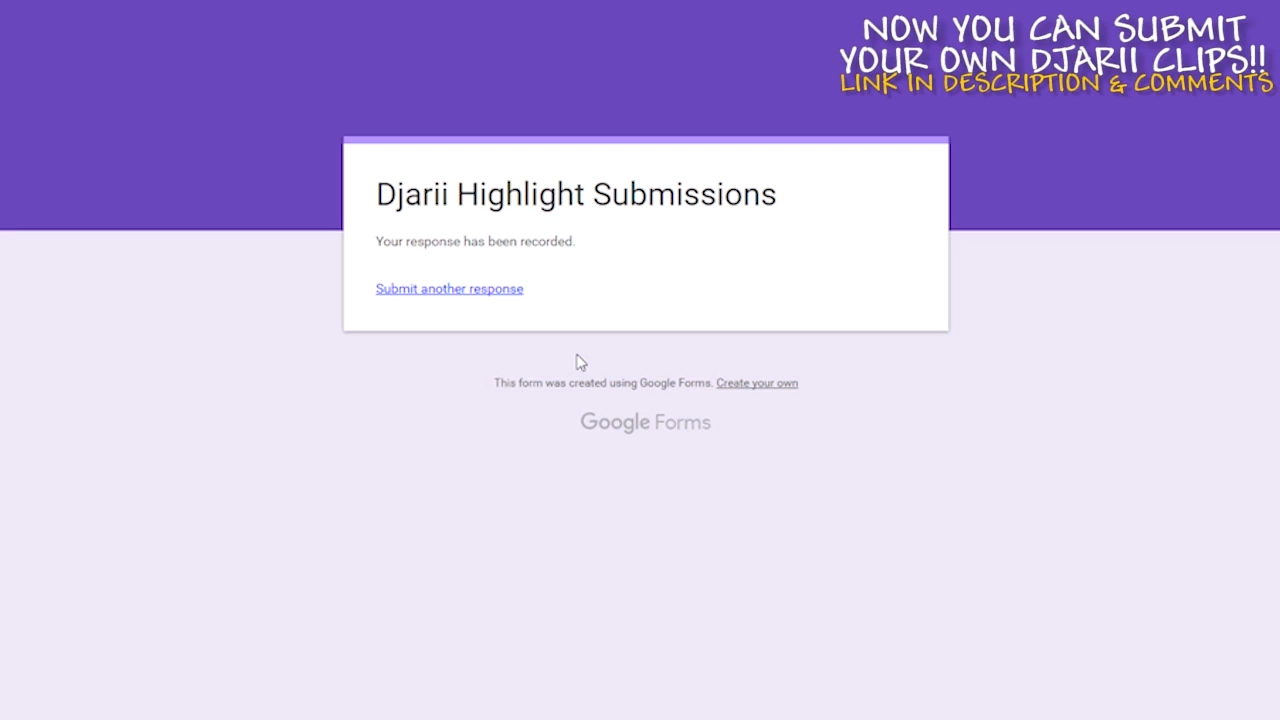 NOW YOU CAN SUBMIT
YOUR OWN DJARII CLIPS!!
LINK IN DESCRIPTION & COMMENTS
Djarii Highlight Submissions
Your response has been recorded.
Submit another response
This form was created using Google Forms. Create your own
Google Forms